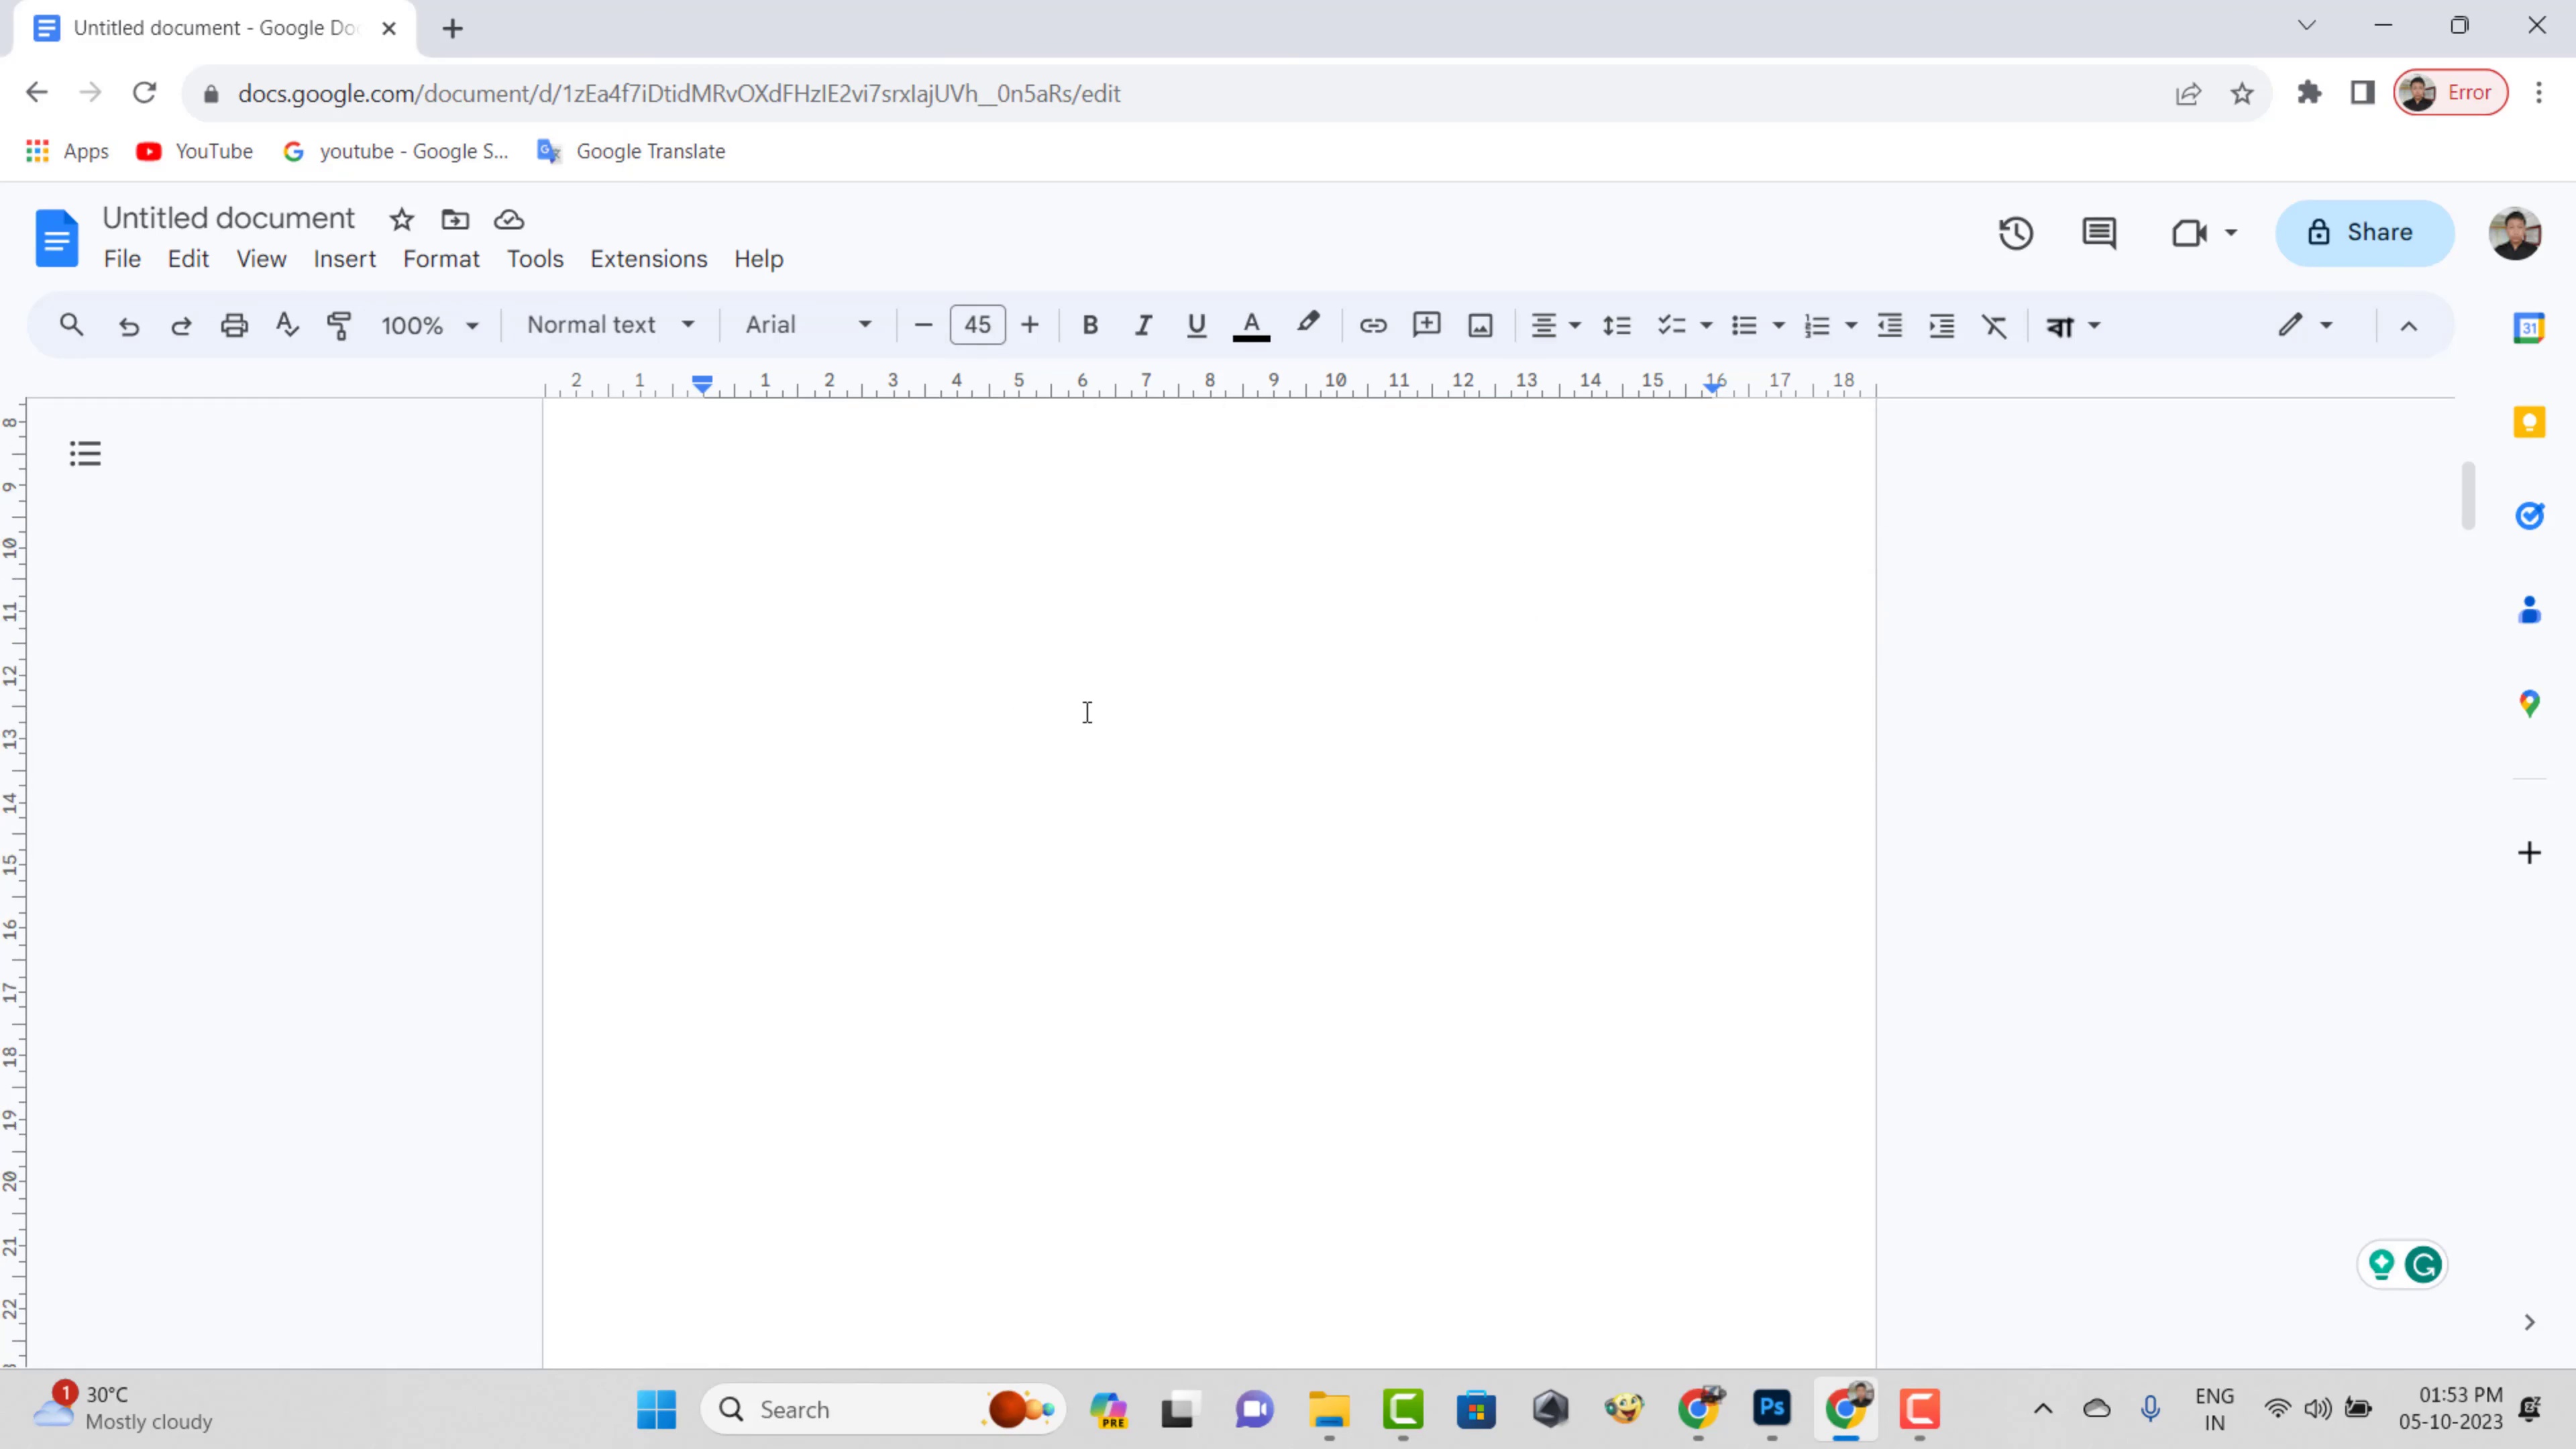 Untitled document - Google Do
docs.google.com/document/d/1zEa4f7iDtidMRvOXdFHzIE2vi7srxIajUVh__0n5aRs/edit
Error
Apps
YouTube
youtube - Google S...
Google Translate
Untitled document
File Edit View Insert Format Tools Extensions Help
Share
100% Normal text Arial 45 B I U A বা
31
2 1 1 2 3 4 5 6 7 8 9 10 11 12 13 14 15 16 17 18
8
9
10
11
12
13
14
15
16
17
18
19
20
21
22
1
30°C
Mostly cloudy
Search
PRE
Ps
ENG
IN
01:53 PM
05-10-2023